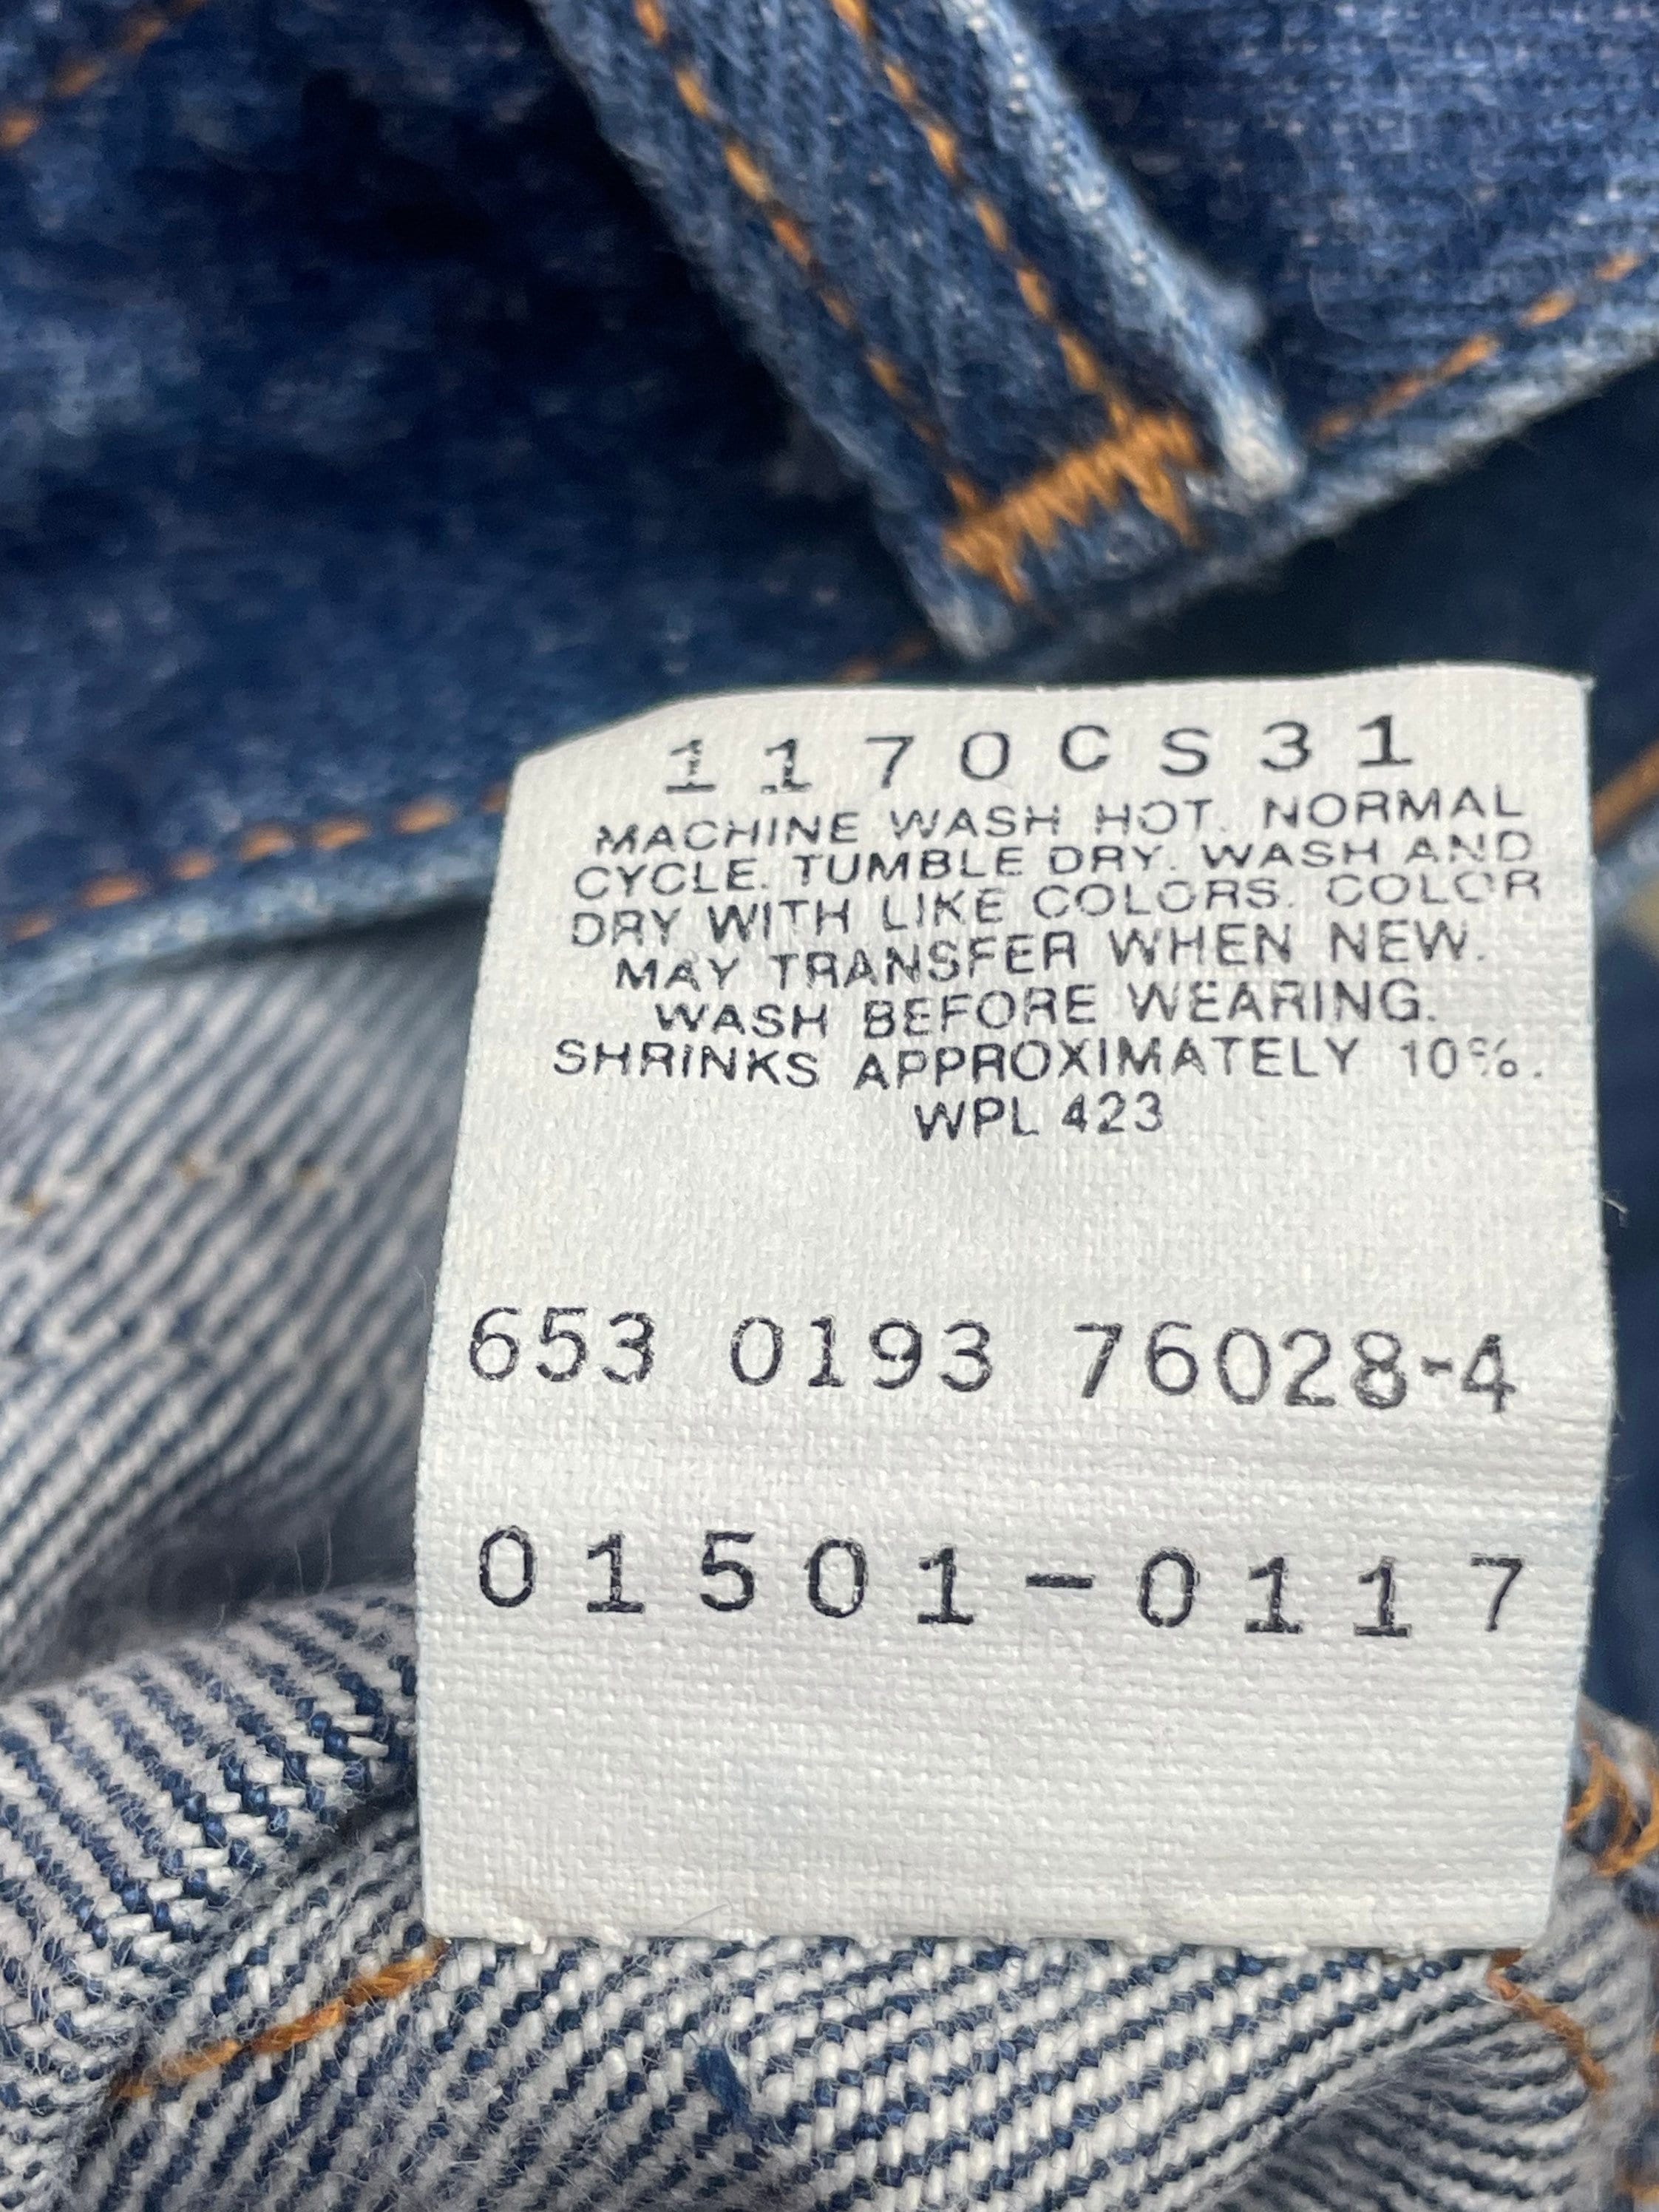 1170CS31
MACHINE WASH HOT. NORMAL
CYCLE. TUMBLE DRY. WASH AND
DRY WITH LIKE COLORS. COLOR
MAY TRANSFER WHEN NEW.
WASH BEFORE WEARING.
SHRINKS APPROXIMATELY 10%.
WPL 423
653 0193 76028-4
01501-0117